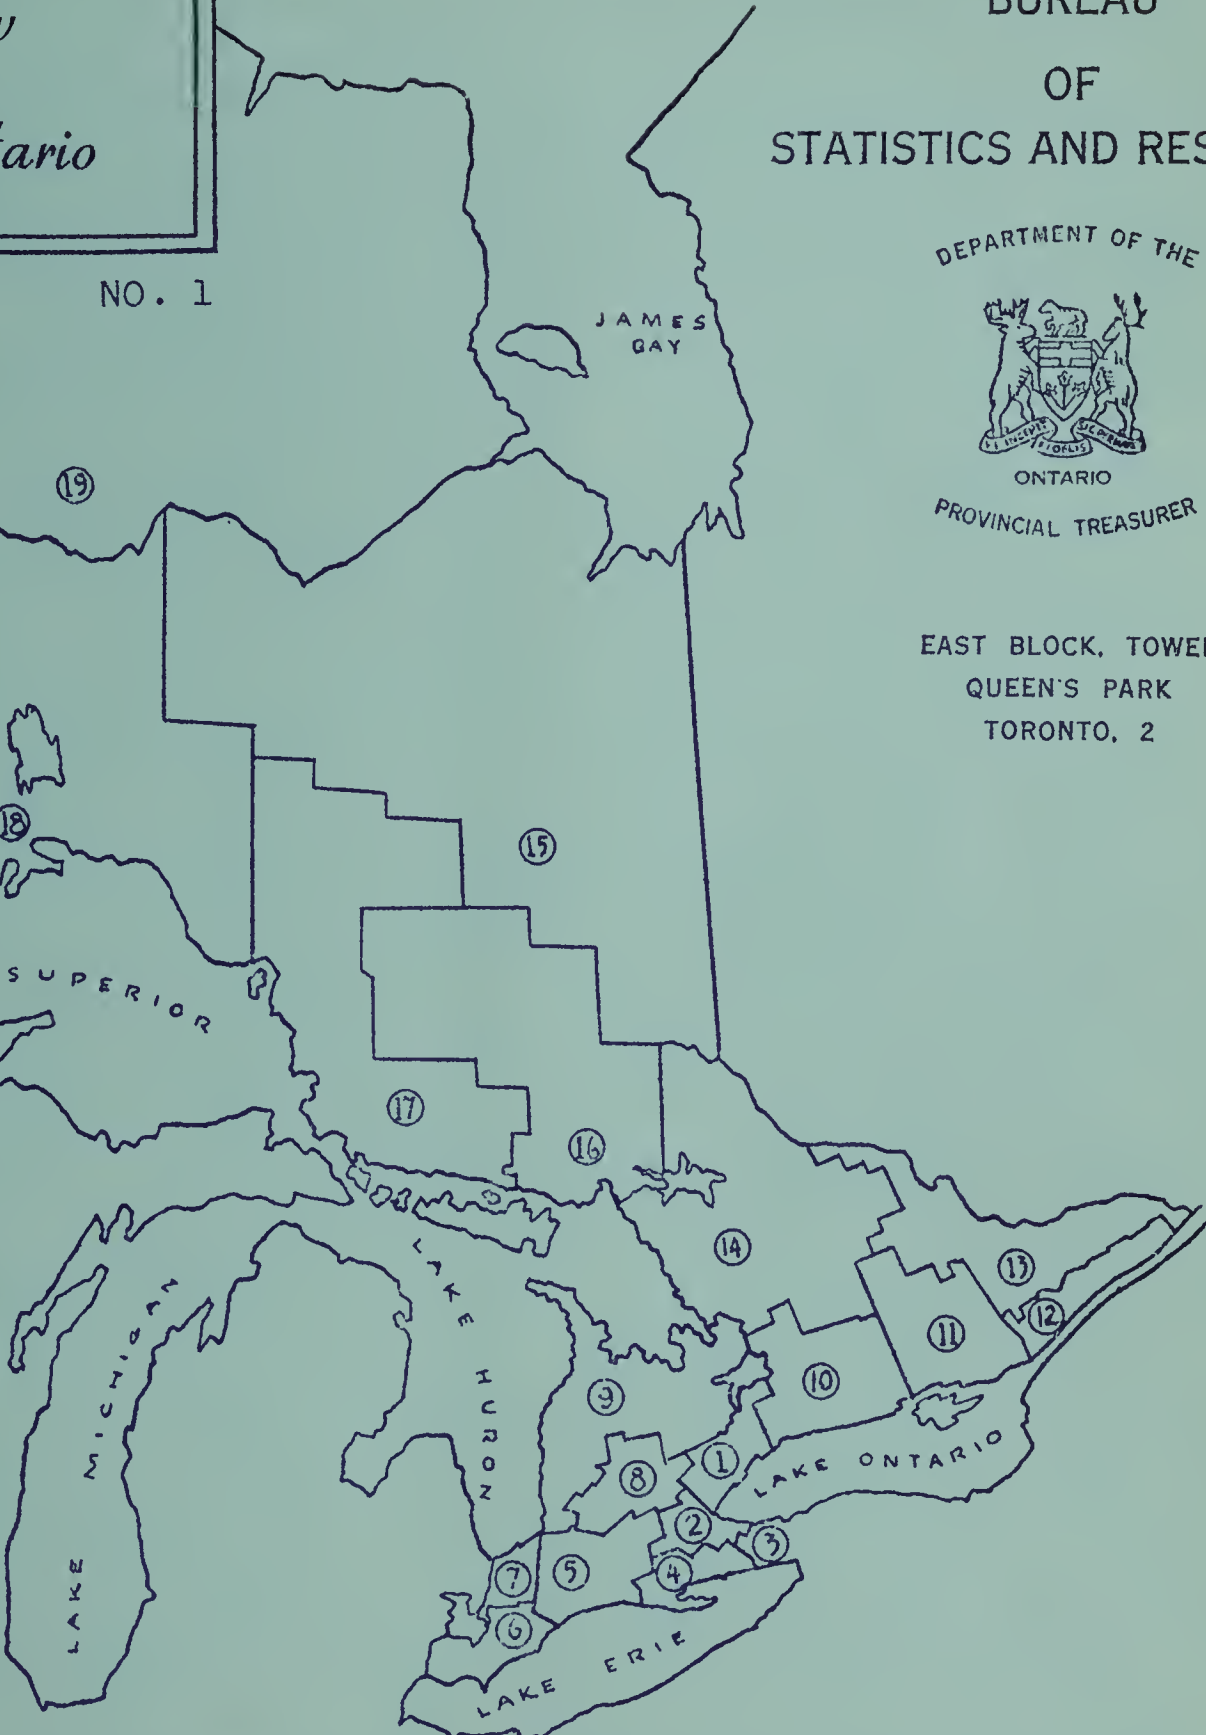 BUREAU
OF
STATISTICS AND RES
tario
NO. 1
DEPARTMENT OF THE
ONTARIO
PROVINCIAL TREASURER
EAST BLOCK, TOWE
QUEEN'S PARK
TORONTO, 2
JAMES
BAY
19
18
15
SUPERIOR
17
16
14
13
12
11
10
9
8
1
2
3
4
5
7
6
LAKE HURON
LAKE MICHIGAN
LAKE ONTARIO
LAKE ERIE